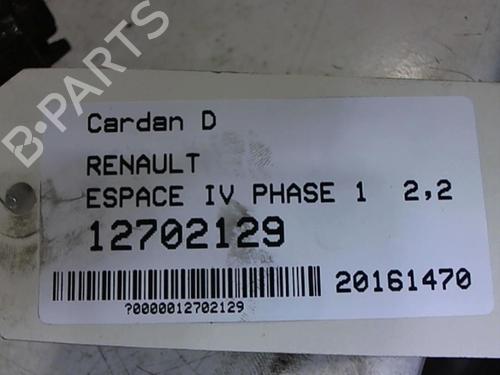 B-PARTS
Cardan D
RENAULT
ESPACE IV PHASE 1 2,2
12702129
20161470
?0000012702129